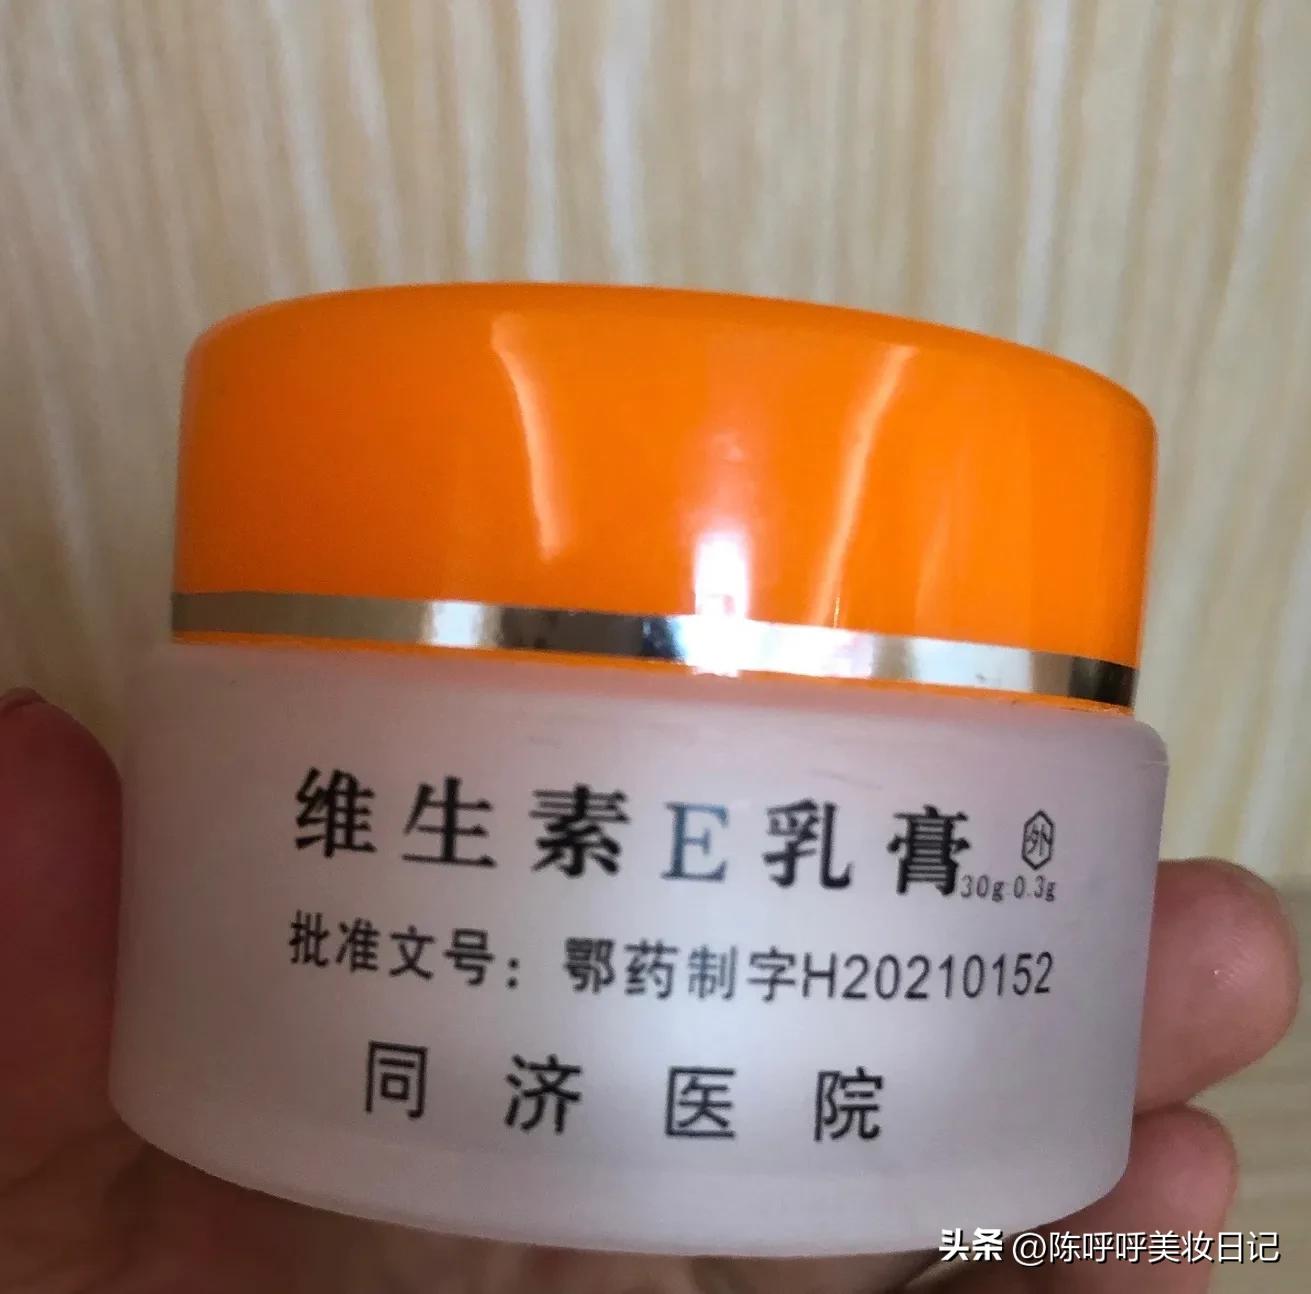 维生素E乳膏 外
30g 0.3g
批准文号：鄂药制字H20210152
同济医院
头条 @陈呼呼美妆日记